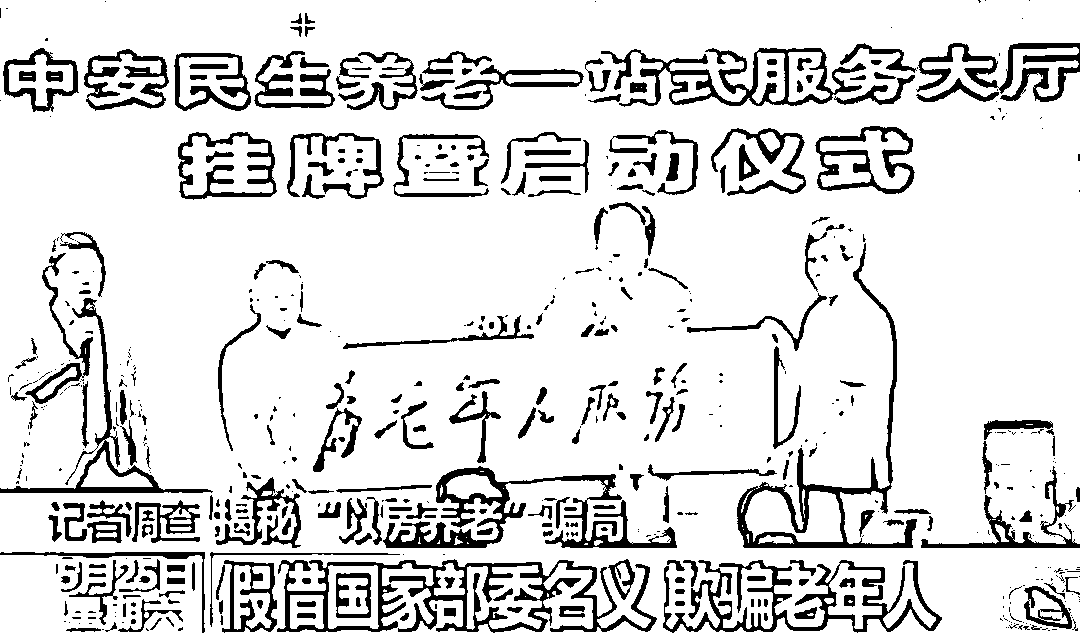 中安民生养老一站式服务大厅
挂牌暨启动仪式
为老年人服务
记者调查 揭秘“以房养老”骗局
5月25日
星期六
假借国家部委名义 欺骗老年人